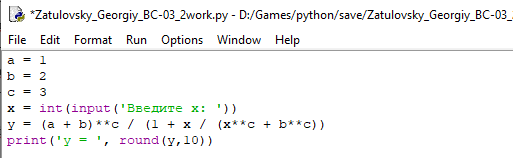 *Zatulovsky_Georgiy_BC-03_2work.py - D:/Games/python/save/Zatulovsky_Georgiy_BC-03_
File Edit Format Run Options Window Help
a = 1
b = 2
c = 3
x = int(input('Введите x: '))
y = (a + b)**c / (1 + x / (x**c + b**c))
print('y = ', round(y,10))